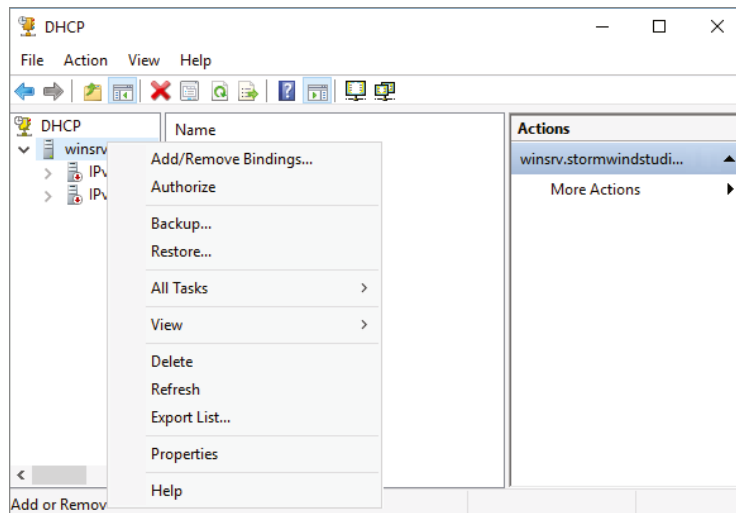 DHCP
File Action View Help
DHCP
winsrv
IPv
IPv
Name
Add/Remove Bindings...
Authorize
Backup...
Restore...
All Tasks
View
Delete
Refresh
Export List...
Properties
Help
Actions
winsrv.stormwindstudi...
More Actions
Add or Remov